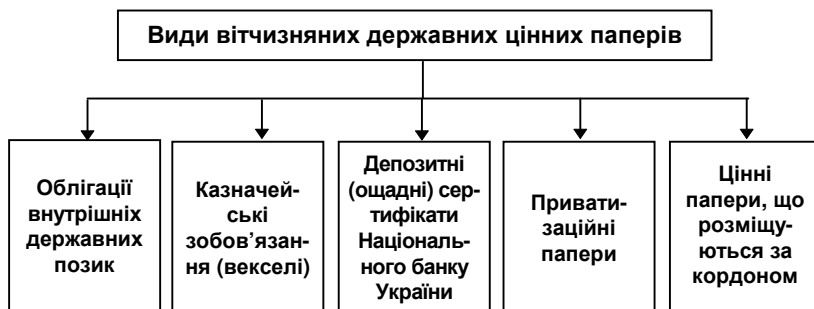 Види вітчизняних державних цінних паперів
Облігації
внутрішніх
державних
позик
Казначей-
ські
зобов’язан-
ня (векселі)
Депозитні
(ощадні) сер-
тифікати
Національ-
ного банку
України
Привати-
заційні
папери
Цінні
папери, що
розміщу-
ються за
кордоном